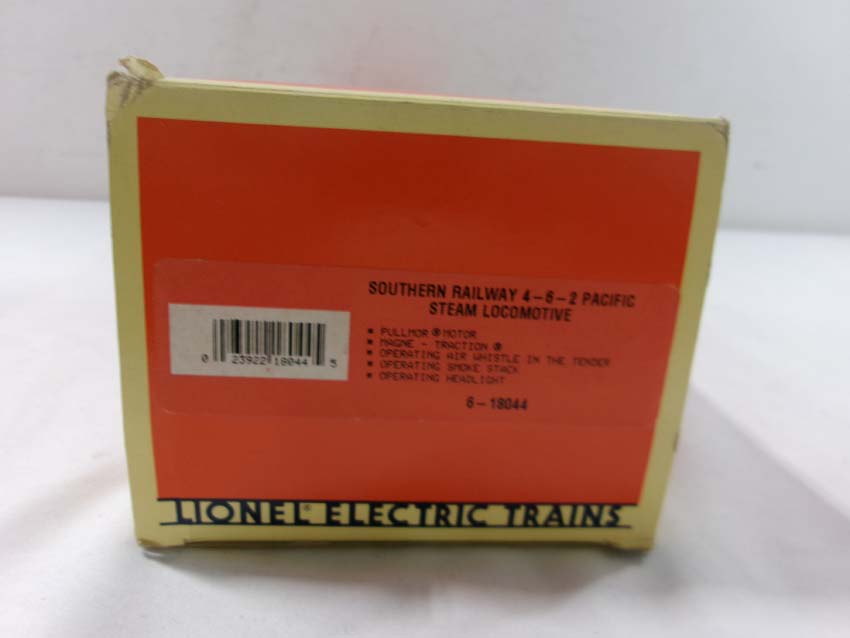 SOUTHERN RAILWAY 4-6-2 PACIFIC
STEAM LOCOMOTIVE
▪ PULLMOR ® MOTOR
▪ MAGNE - TRACTION ®
▪ OPERATING AIR WHISTLE IN THE TENDER
▪ OPERATING SMOKE STACK
▪ OPERATING HEADLIGHT
6-18044
0 23922 18044 5
LIONEL® ELECTRIC TRAINS